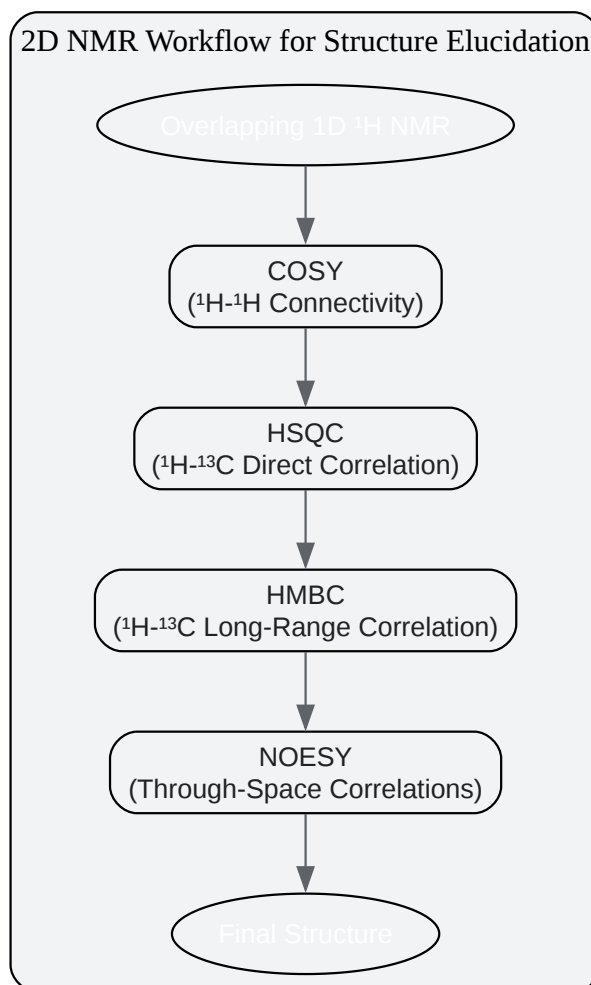 2D NMR Workflow for Structure Elucidation
Overlapping 1D ¹H NMR
COSY
(¹H-¹H Connectivity)
HSQC
(¹H-¹³C Direct Correlation)
HMBC
(¹H-¹³C Long-Range Correlation)
NOESY
(Through-Space Correlations)
Final Structure